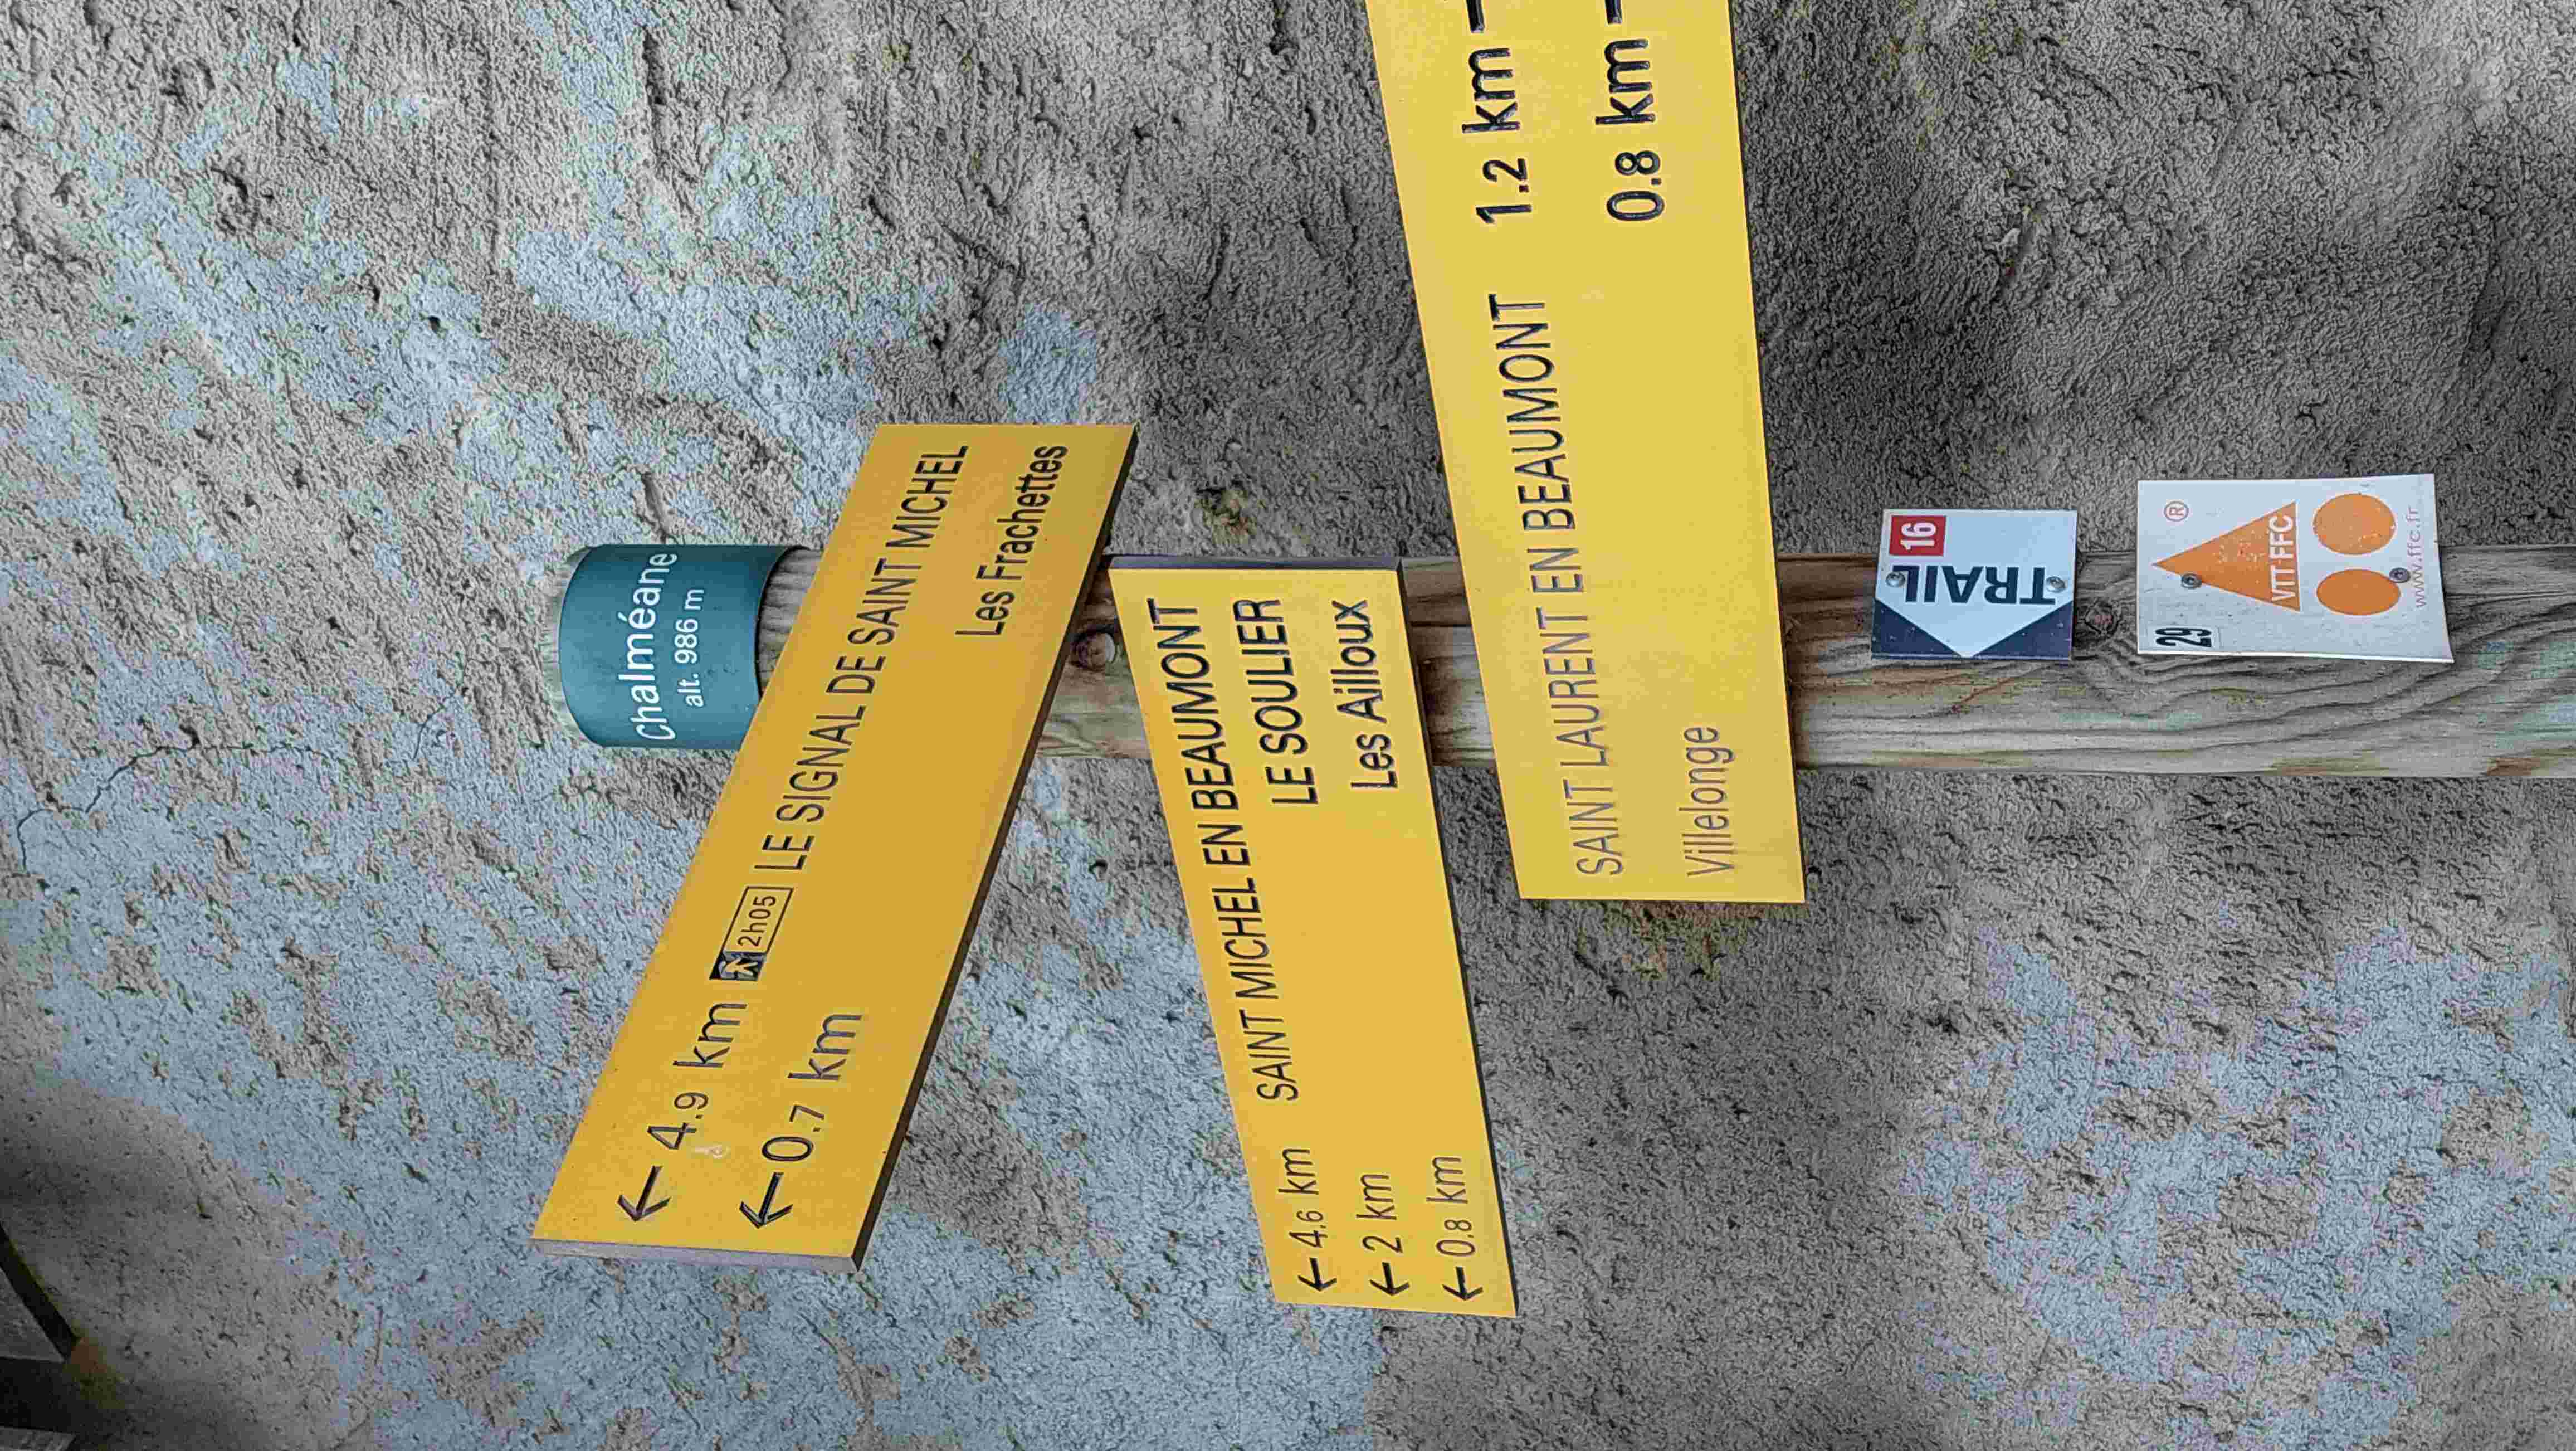 Chalméane
alt. 986 m
← 4.9 km 2h05 LE SIGNAL DE SAINT MICHEL
← 0.7 km Les Frachettes
← 4.6 km SAINT MICHEL EN BEAUMONT
← 2 km LE SOULIER
← 0.8 km Les Ailloux
SAINT LAURENT EN BEAUMONT 1.2 km
Villelonge 0.8 km
TRAIL 16
29 ®
VTT-FFC
www.ffc.fr